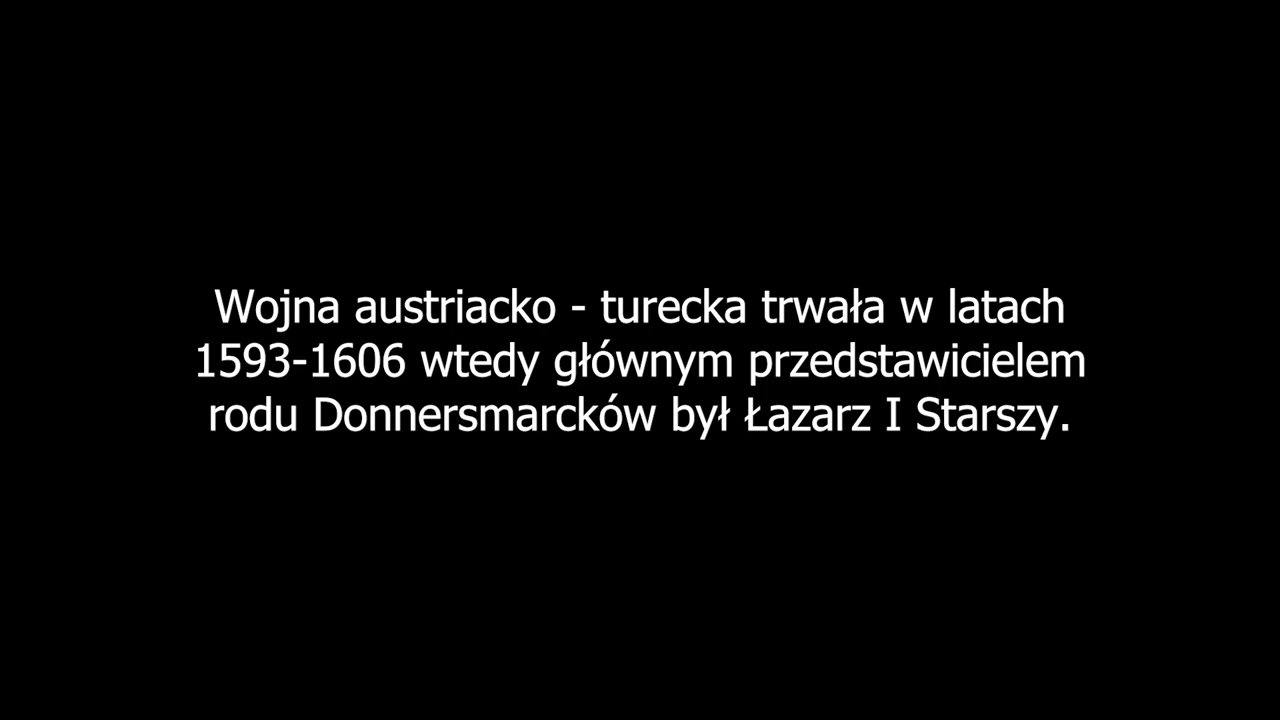 Wojna austriacko - turecka trwała w latach
1593-1606 wtedy głównym przedstawicielem
rodu Donnersmarcków był Łazarz I Starszy.